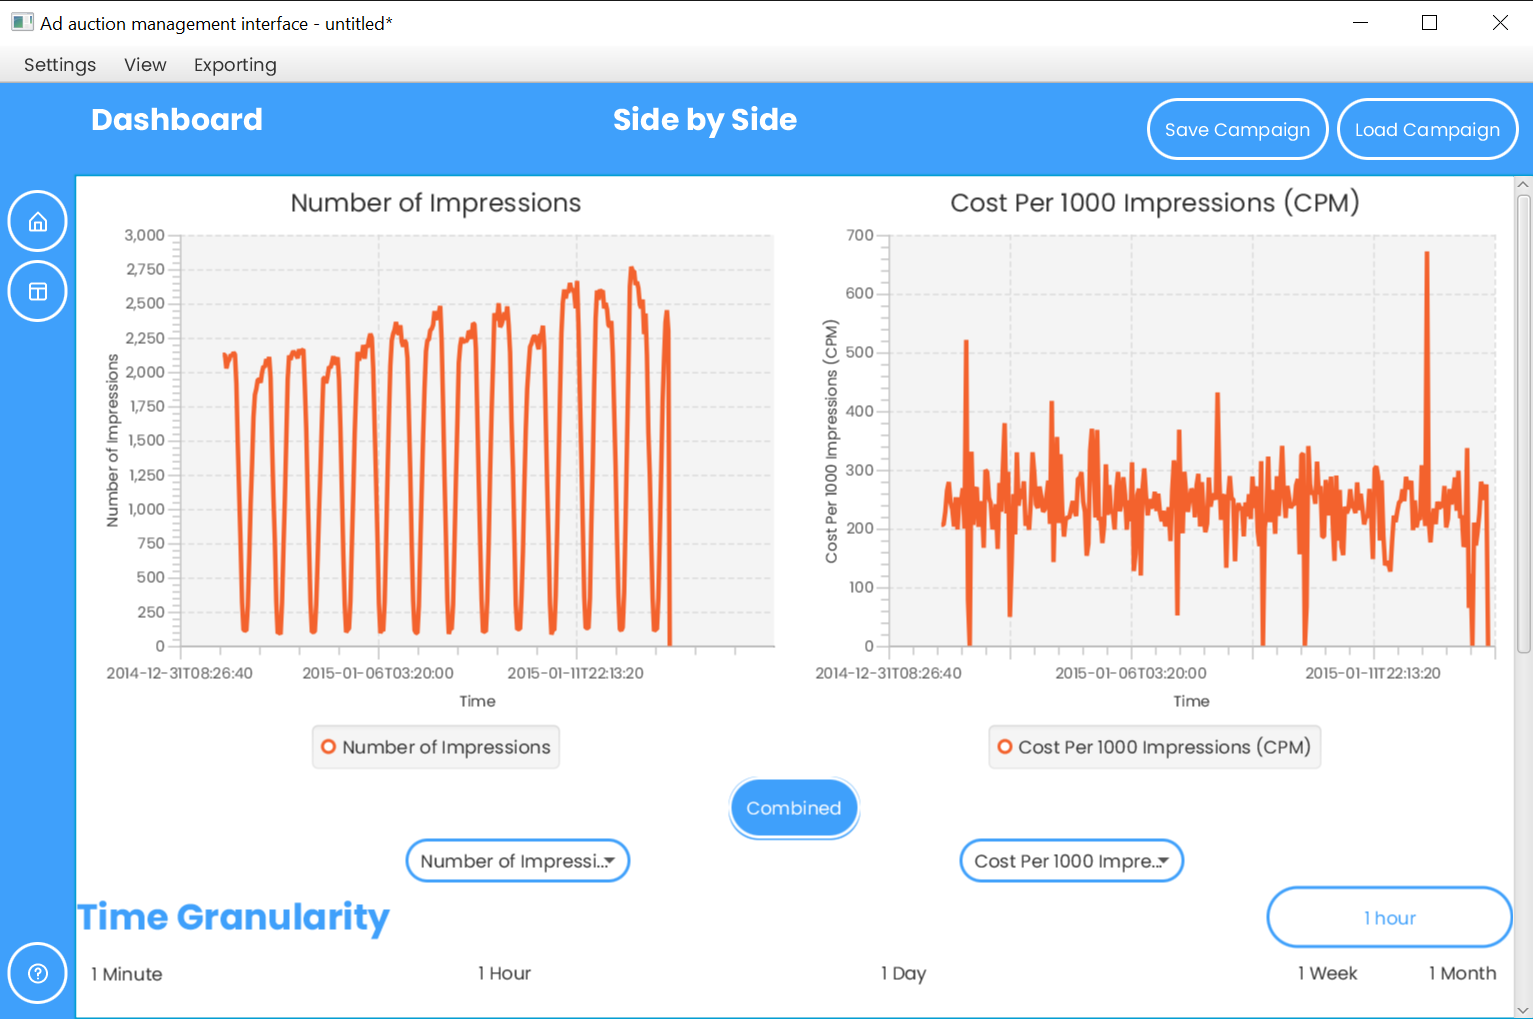 Ad auction management interface - untitled*
Settings View Exporting
Dashboard
Side by Side
Save Campaign
Load Campaign
Number of Impressions
3,000
2,750
2,500
2,250
2,000
1,750
1,500
1,250
1,000
750
500
250
0
Number of Impressions
2014-12-31T08:26:40
2015-01-06T03:20:00
2015-01-11T22:13:20
Time
Number of Impressions
Cost Per 1000 Impressions (CPM)
700
600
500
400
300
200
100
0
Cost Per 1000 Impressions (CPM)
2014-12-31T08:26:40
2015-01-06T03:20:00
2015-01-11T22:13:20
Time
Cost Per 1000 Impressions (CPM)
Combined
Number of Impressi...
Cost Per 1000 Impre...
Time Granularity
1 hour
1 Minute
1 Hour
1 Day
1 Week
1 Month